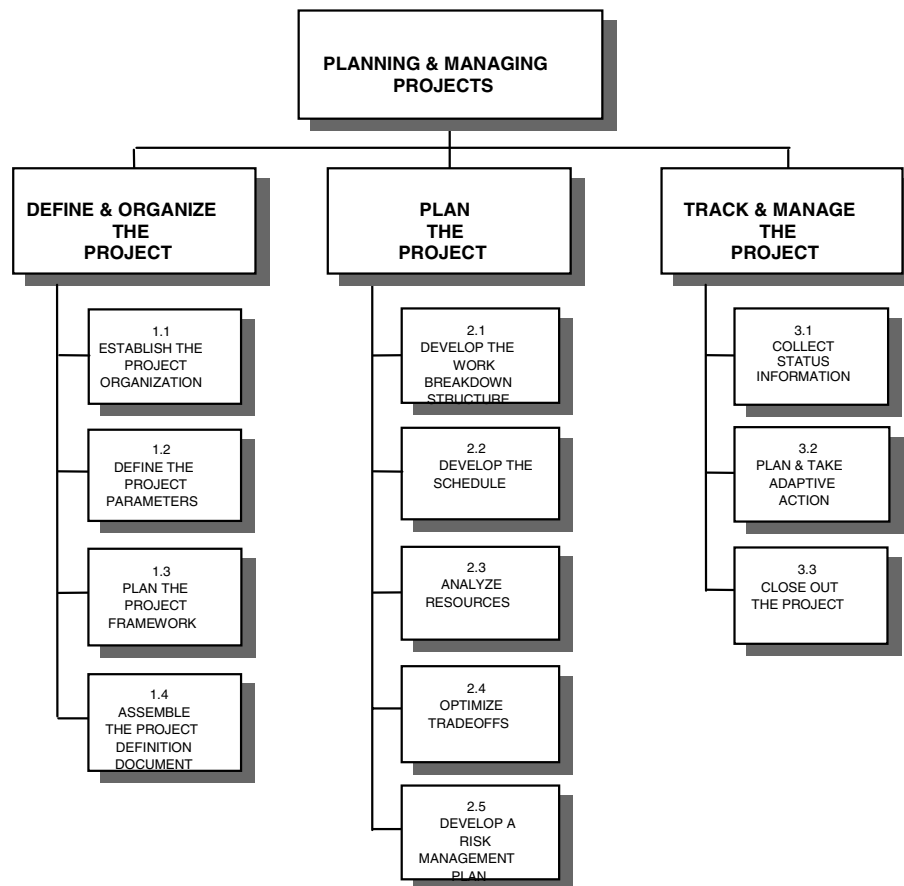 PLANNING & MANAGING
PROJECTS
DEFINE & ORGANIZE
THE
PROJECT
1.1
ESTABLISH THE
PROJECT
ORGANIZATION
1.2
DEFINE THE
PROJECT
PARAMETERS
1.3
PLAN THE
PROJECT
FRAMEWORK
1.4
ASSEMBLE
THE PROJECT
DEFINITION
DOCUMENT
PLAN
THE
PROJECT
2.1
DEVELOP THE
WORK
BREAKDOWN
STRUCTURE
2.2
DEVELOP THE
SCHEDULE
2.3
ANALYZE
RESOURCES
2.4
OPTIMIZE
TRADEOFFS
2.5
DEVELOP A
RISK
MANAGEMENT
PLAN
TRACK & MANAGE
THE
PROJECT
3.1
COLLECT
STATUS
INFORMATION
3.2
PLAN & TAKE
ADAPTIVE
ACTION
3.3
CLOSE OUT
THE PROJECT